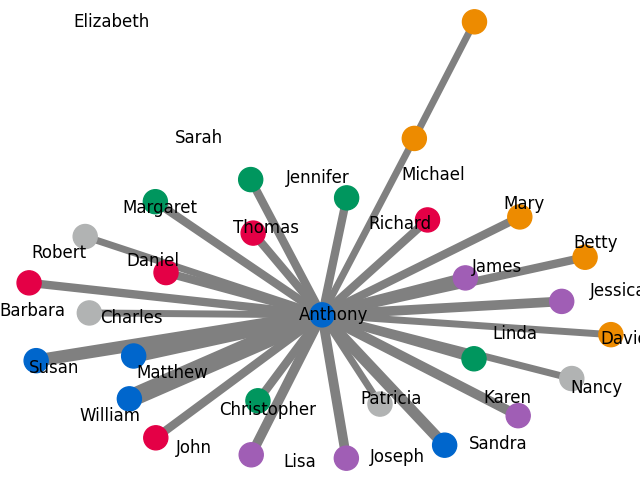 Elizabeth
Sarah
Michael
Jennifer
Margaret
Mary
Thomas
Richard
Betty
Robert
Daniel
James
Jessica
Barbara
Charles
Anthony
Linda
David
Susan
Matthew
Nancy
Patricia
Karen
William
Christopher
John
Lisa
Joseph
Sandra